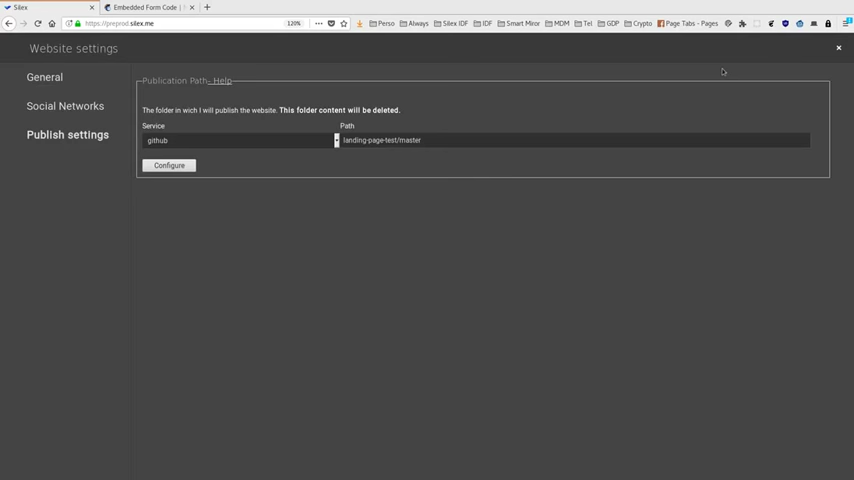 Silex
Embedded Form Code |
https://preprod.silex.me
120%
Perso
Always
Silex IDF
IDF
Smart Miror
MDM
Tel
GDP
Crypto
Page Tabs - Pages
Website settings
General
Social Networks
Publish settings
Publication Path- Help
The folder in wich I will publish the website. This folder content will be deleted.
Service
Path
github
landing-page-test/master
Configure